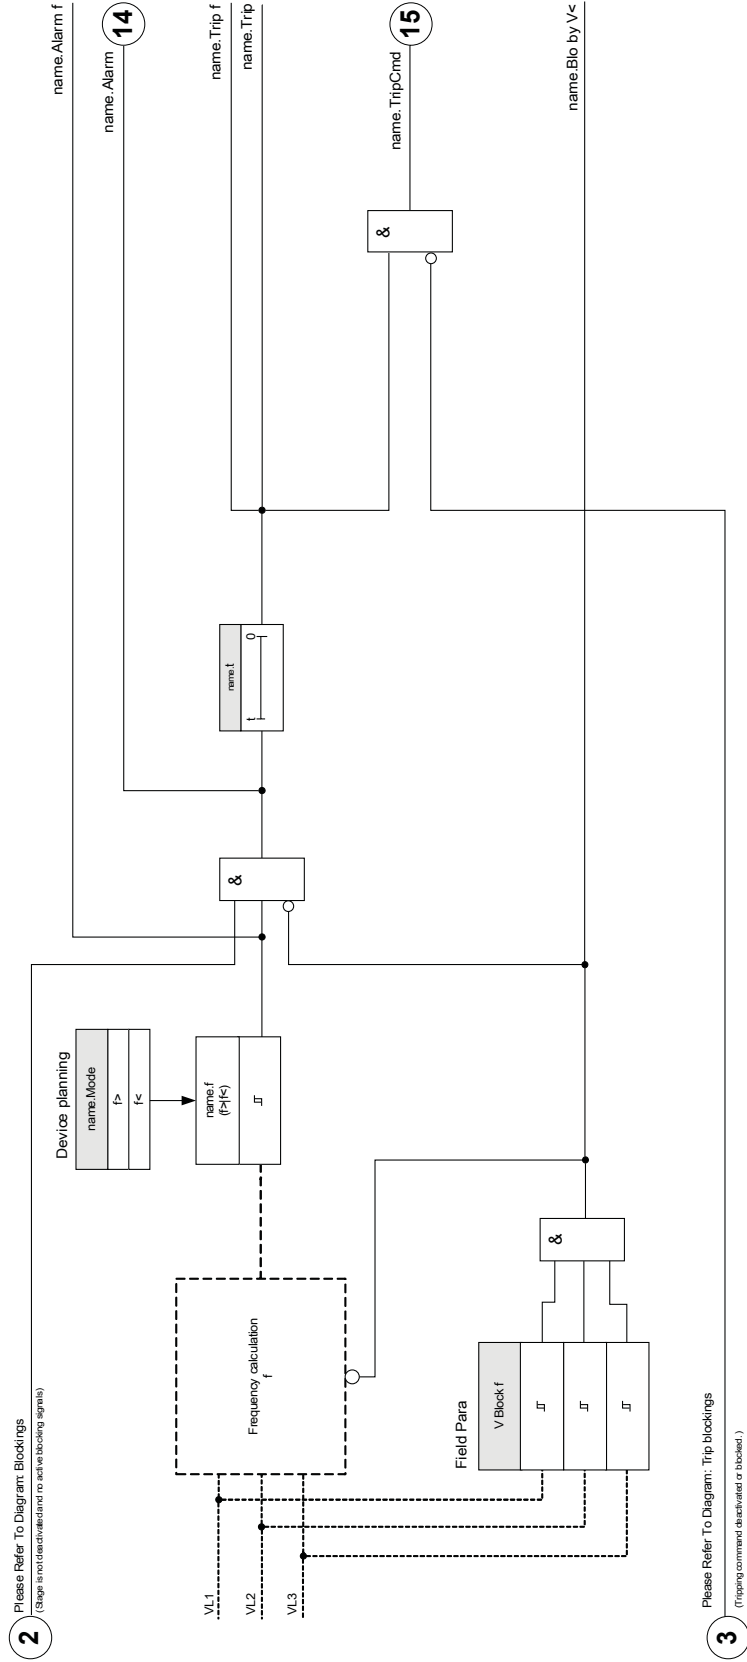 2
Please Refer To Diagram: Blockings
(Stage is not deactivated and no active blocking signals)
name.Alarm f
name.Alarm
14
Device planning
name.Mode
f>
f<
name.f
(f>|f<)
&
name.t
t
0
name.Trip f
name.Trip
VL1
VL2
VL3
Frequency calculation
f
&
name.TripCmd
15
Field Para
V Block f
&
name.Blo by V<
3
Please Refer To Diagram: Trip blockings
(Tripping command deactivated or blocked. )